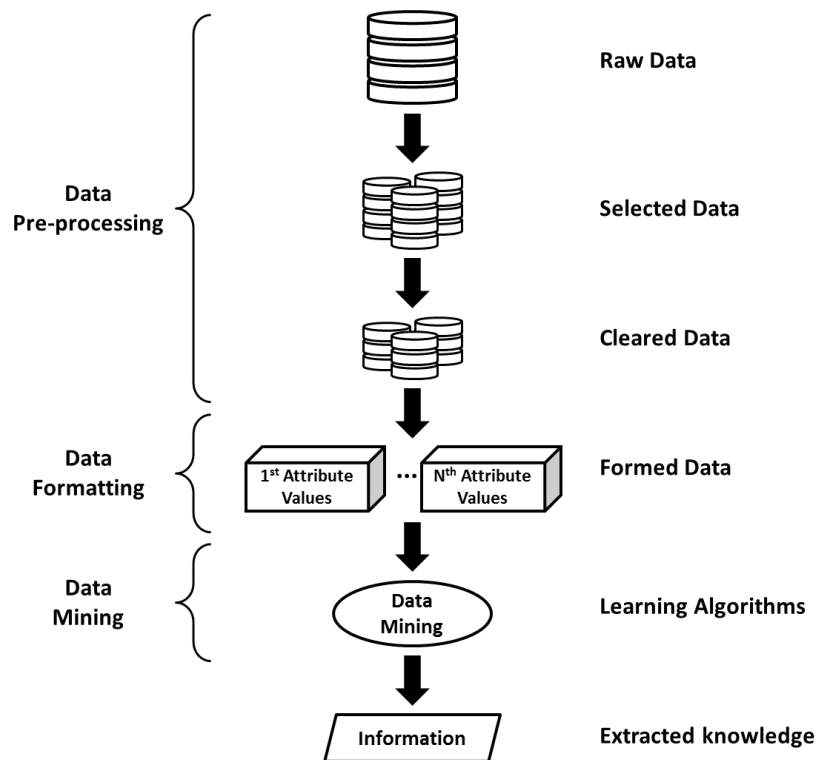 Raw Data
Data
Pre-processing
Selected Data
Cleared Data
Data
Formatting
1st Attribute
Values
...
Nth Attribute
Values
Formed Data
Data
Mining
Data
Mining
Learning Algorithms
Information
Extracted knowledge